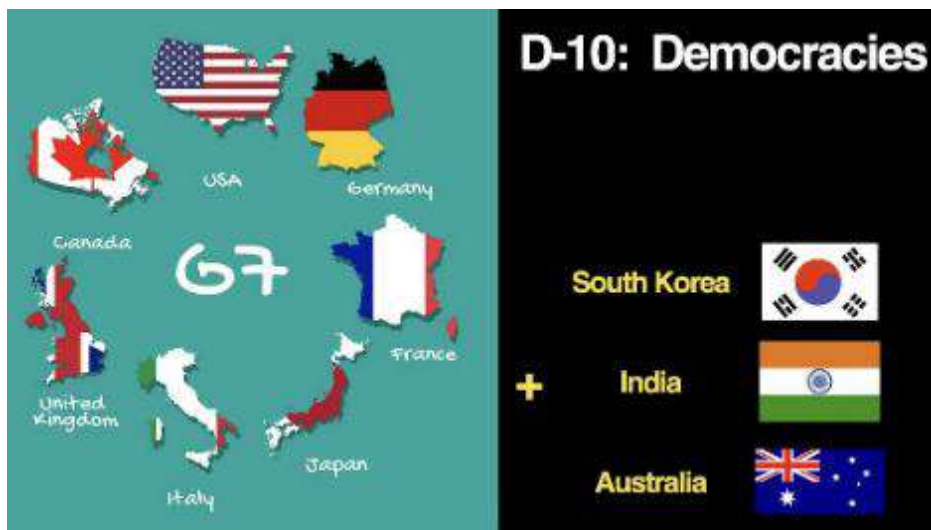 D-10: Democracies
USA
Germany
Canada
G7
France
United
Kingdom
Italy
Japan
South Korea
+ India
Australia